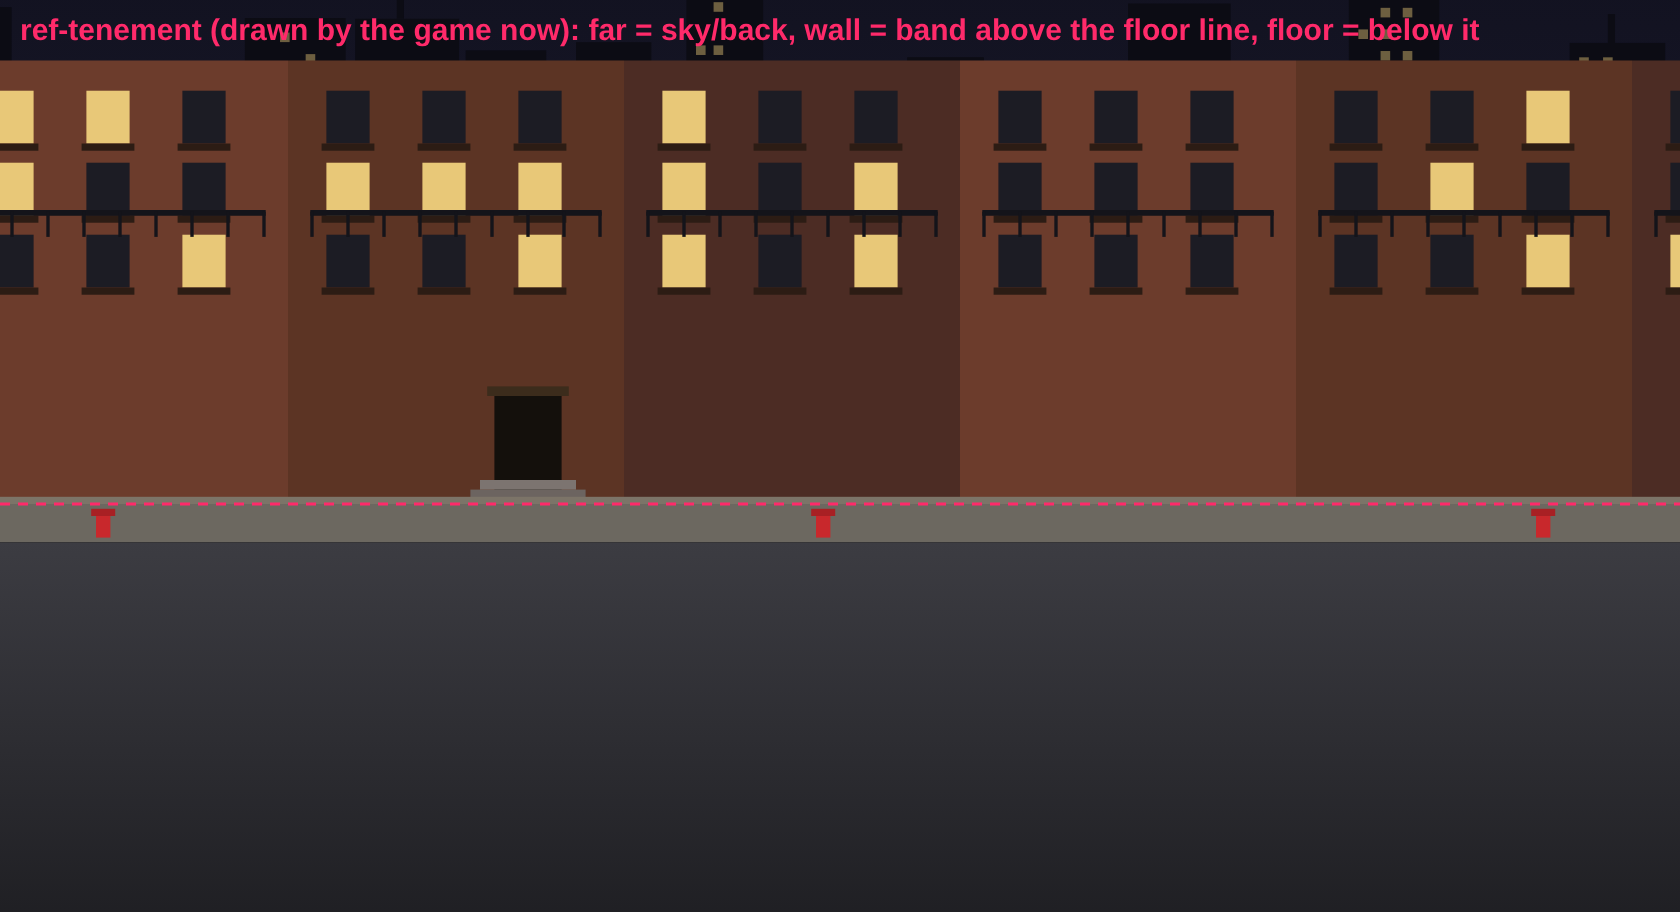 ref-tenement (drawn by the game now): far = sky/back, wall = band above the floor line, floor = below it